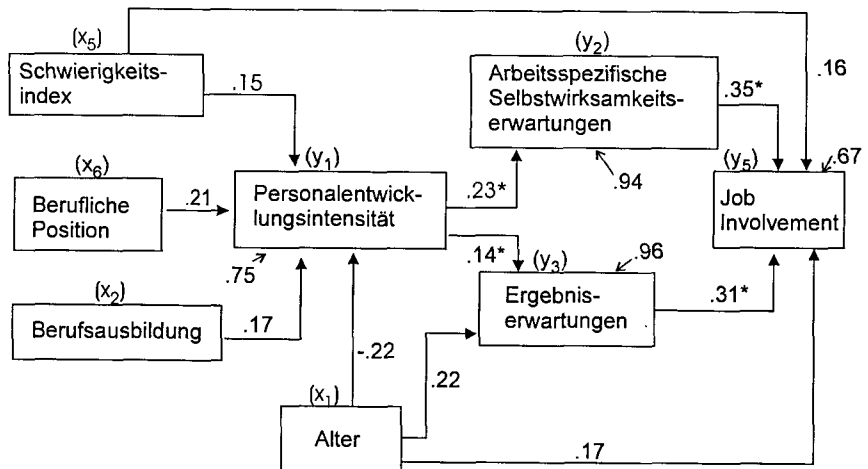 (x₅)
Schwierigkeits-
index
.15
(x₆)
Berufliche
Position
.21
(x₂)
Berufsausbildung
.17
(y₁)
Personalentwick-
lungsintensität
.75
.23*
.14*
-.22
(x₁)
Alter
.22
.17
(y₂)
Arbeitsspezifische
Selbstwirksamkeits-
erwartungen
.94
.35*
(y₃)
.96
Ergebnis-
erwartungen
.31*
.16
(y₅)
.67
Job
Involvement